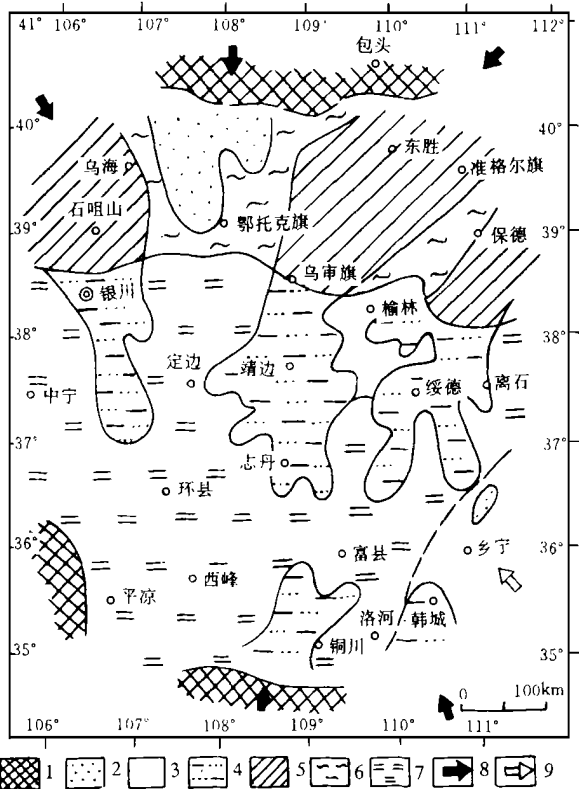 41° 106° 107° 108° 109° 110° 111° 112°
包头
40° 40°
东胜
乌海 准格尔旗
石咀山
39° 鄂托克旗 保德 39°
乌审旗
银川 榆林
38° 38°
定边 靖边
中宁 绥德 离石
37° 37°
志丹
环县
36° 富县 乡宁 36°
西峰
平凉
洛河 韩城
35° 铜川 35°
0 100km
106° 107° 108° 109° 110° 111°
1 2 3 4 5 6 7 8 9